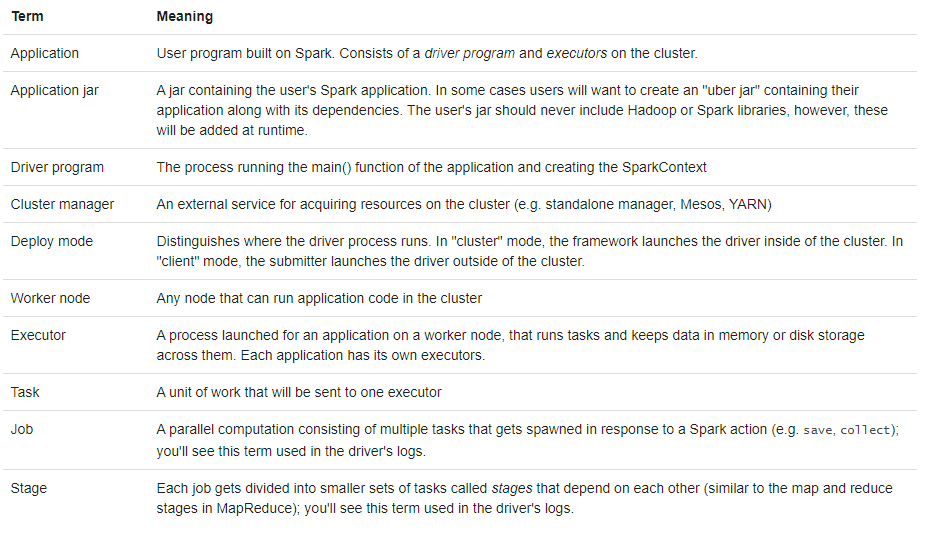 Term Meaning
Application User program built on Spark. Consists of a driver program and executors on the cluster.
Application jar A jar containing the user's Spark application. In some cases users will want to create an "uber jar" containing their
application along with its dependencies. The user's jar should never include Hadoop or Spark libraries, however, these
will be added at runtime.
Driver program The process running the main() function of the application and creating the SparkContext
Cluster manager An external service for acquiring resources on the cluster (e.g. standalone manager, Mesos, YARN)
Deploy mode Distinguishes where the driver process runs. In "cluster" mode, the framework launches the driver inside of the cluster. In
"client" mode, the submitter launches the driver outside of the cluster.
Worker node Any node that can run application code in the cluster
Executor A process launched for an application on a worker node, that runs tasks and keeps data in memory or disk storage
across them. Each application has its own executors.
Task A unit of work that will be sent to one executor
Job A parallel computation consisting of multiple tasks that gets spawned in response to a Spark action (e.g. save, collect);
you'll see this term used in the driver's logs.
Stage Each job gets divided into smaller sets of tasks called stages that depend on each other (similar to the map and reduce
stages in MapReduce); you'll see this term used in the driver's logs.